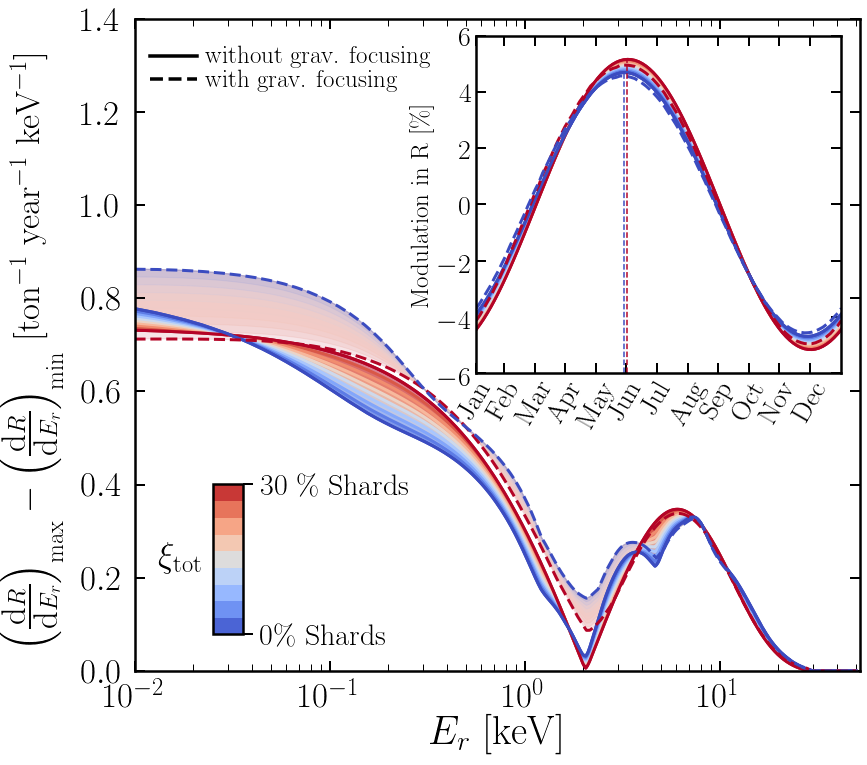 without grav. focusing
with grav. focusing
1.4
1.2
1.0
0.8
0.6
0.4
0.2
0.0
(dR/dE_r)_max − (dR/dE_r)_min [ton⁻¹ year⁻¹ keV⁻¹]
10⁻²
10⁻¹
10⁰
10¹
E_r [keV]
ξ_tot
30 % Shards
0% Shards
Modulation in R [%]
6
4
2
0
−2
−4
−6
Jan
Feb
Mar
Apr
May
Jun
Jul
Aug
Sep
Oct
Nov
Dec